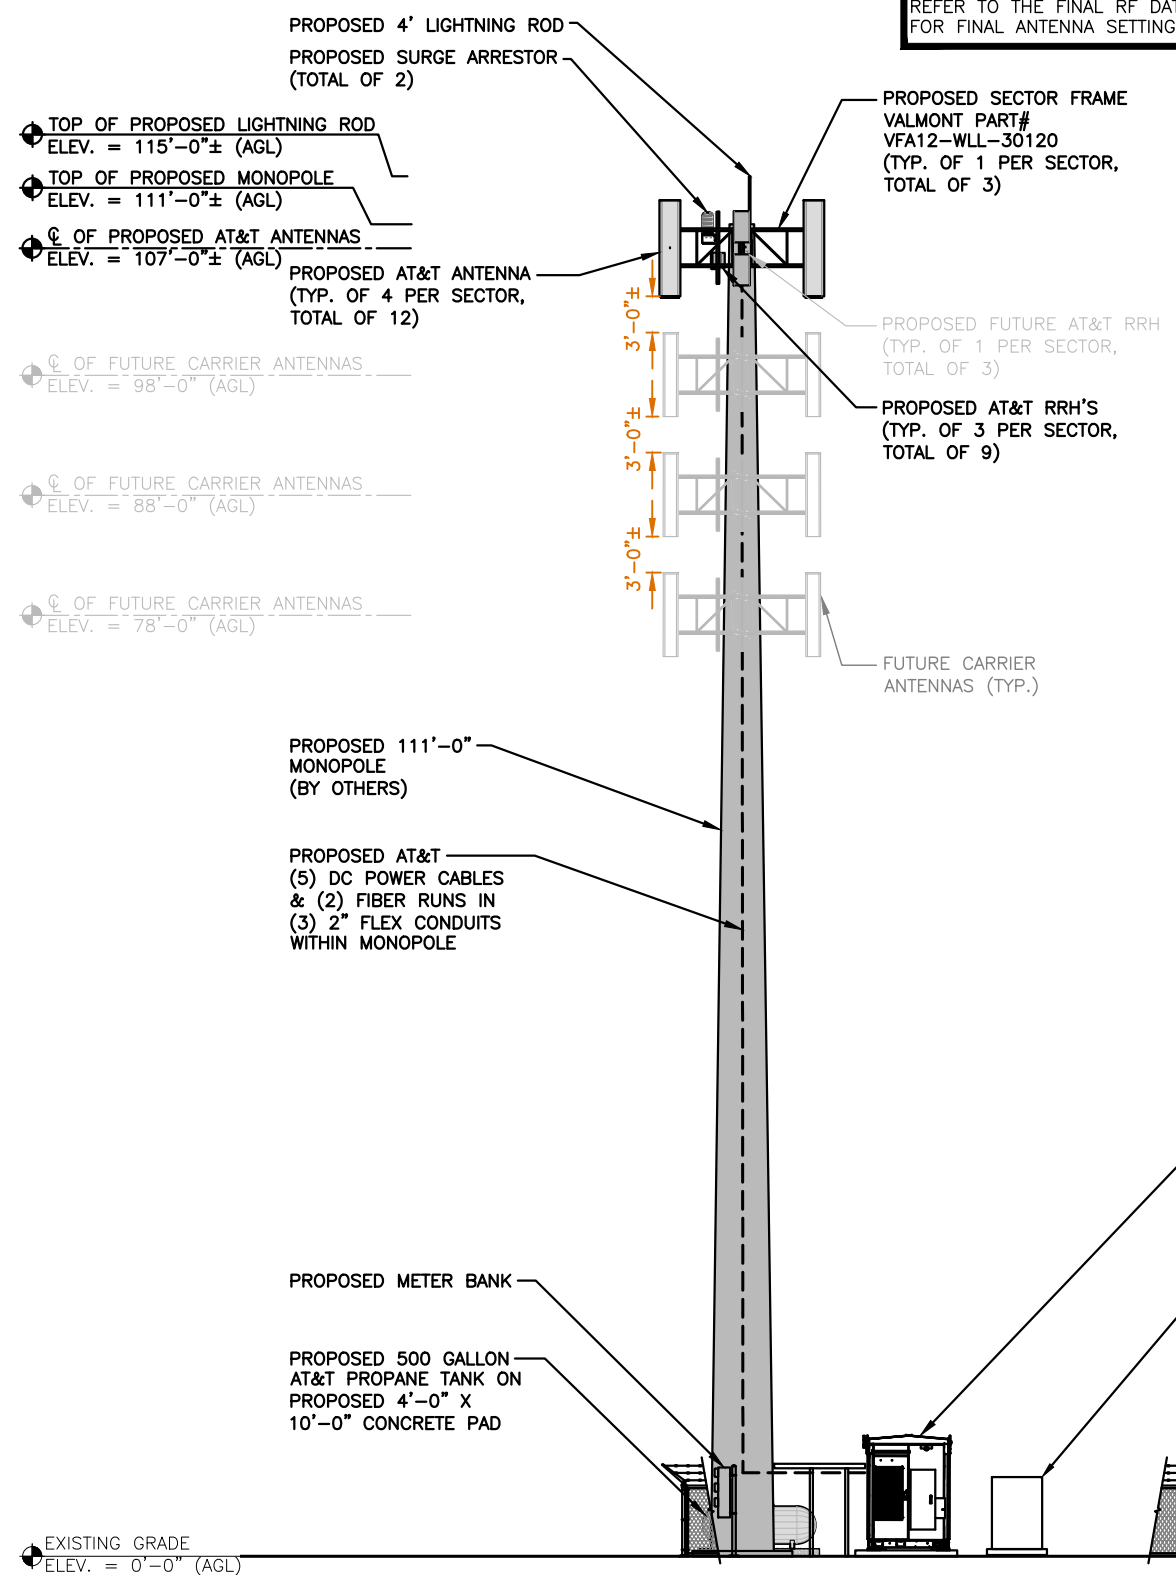 REFER TO THE FINAL RF
FOR FINAL ANTENNA
PROPOSED 4' LIGHTNING ROD
PROPOSED SURGE ARRESTOR
(TOTAL OF 2)
TOP OF PROPOSED LIGHTNING ROD
ELEV. = 115'-0"± (AGL)
TOP OF PROPOSED MONOPOLE
ELEV. = 111'-0"± (AGL)
℄ OF PROPOSED AT&T ANTENNAS
ELEV. = 107'-0"± (AGL)
PROPOSED AT&T ANTENNA
(TYP. OF 4 PER SECTOR,
TOTAL OF 12)
PROPOSED SECTOR FRAME
VALMONT PART#
VFA12-WLL-30120
(TYP. OF 1 PER SECTOR,
TOTAL OF 3)
3'-0"±
PROPOSED FUTURE AT&T RRH
(TYP. OF 1 PER SECTOR,
TOTAL OF 3)
℄ OF FUTURE CARRIER ANTENNAS
ELEV. = 98'-0" (AGL)
PROPOSED AT&T RRH'S
(TYP. OF 3 PER SECTOR,
TOTAL OF 9)
3'-0"±
℄ OF FUTURE CARRIER ANTENNAS
ELEV. = 88'-0" (AGL)
3'-0"±
℄ OF FUTURE CARRIER ANTENNAS
ELEV. = 78'-0" (AGL)
FUTURE CARRIER
ANTENNAS (TYP.)
PROPOSED 111'-0"
MONOPOLE
(BY OTHERS)
PROPOSED AT&T
(5) DC POWER CABLES
& (2) FIBER RUNS IN
(3) 2" FLEX CONDUITS
WITHIN MONOPOLE
PROPOSED METER BANK
PROPOSED 500 GALLON
AT&T PROPANE TANK ON
PROPOSED 4'-0" X
10'-0" CONCRETE PAD
EXISTING GRADE
ELEV. = 0'-0" (AGL)